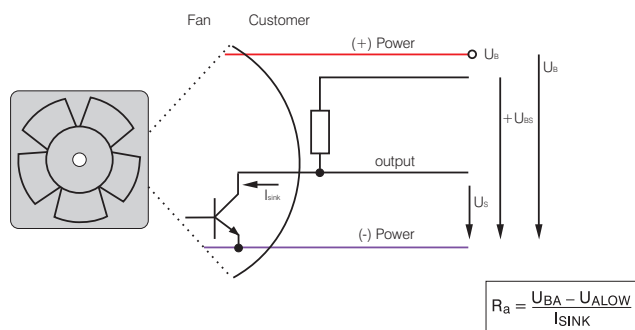 Fan Customer
(+) Power
UB
UB
+UBS
output
Isink
US
(-) Power
Ra = UBA – UALOW
ISINK